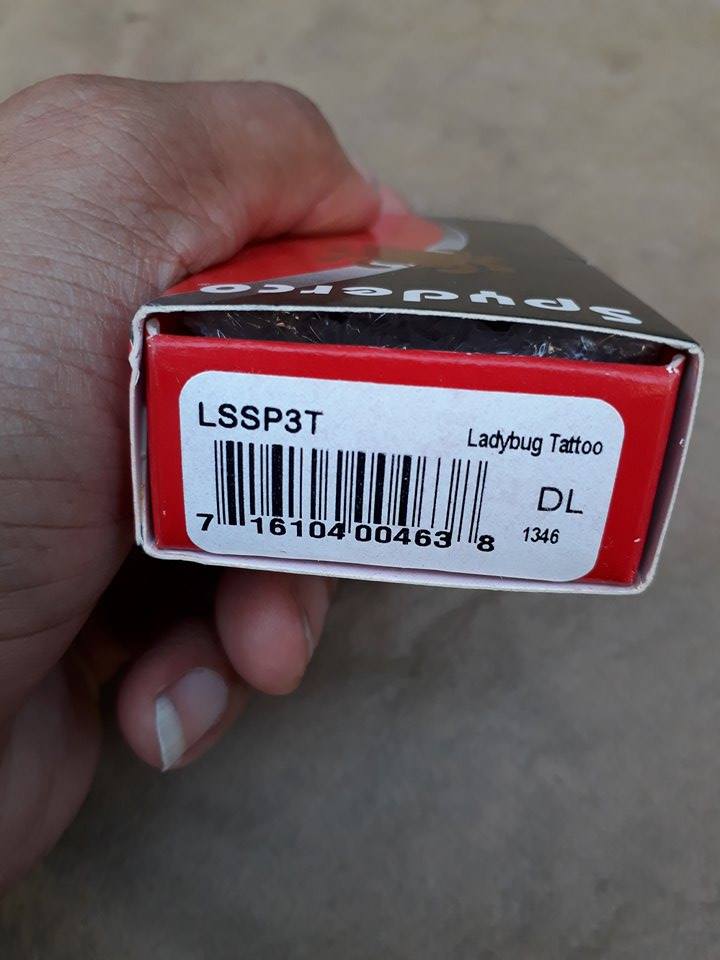 Spyderco
LSSP3T
Ladybug Tattoo
DL
7 16104 00463 8
1346